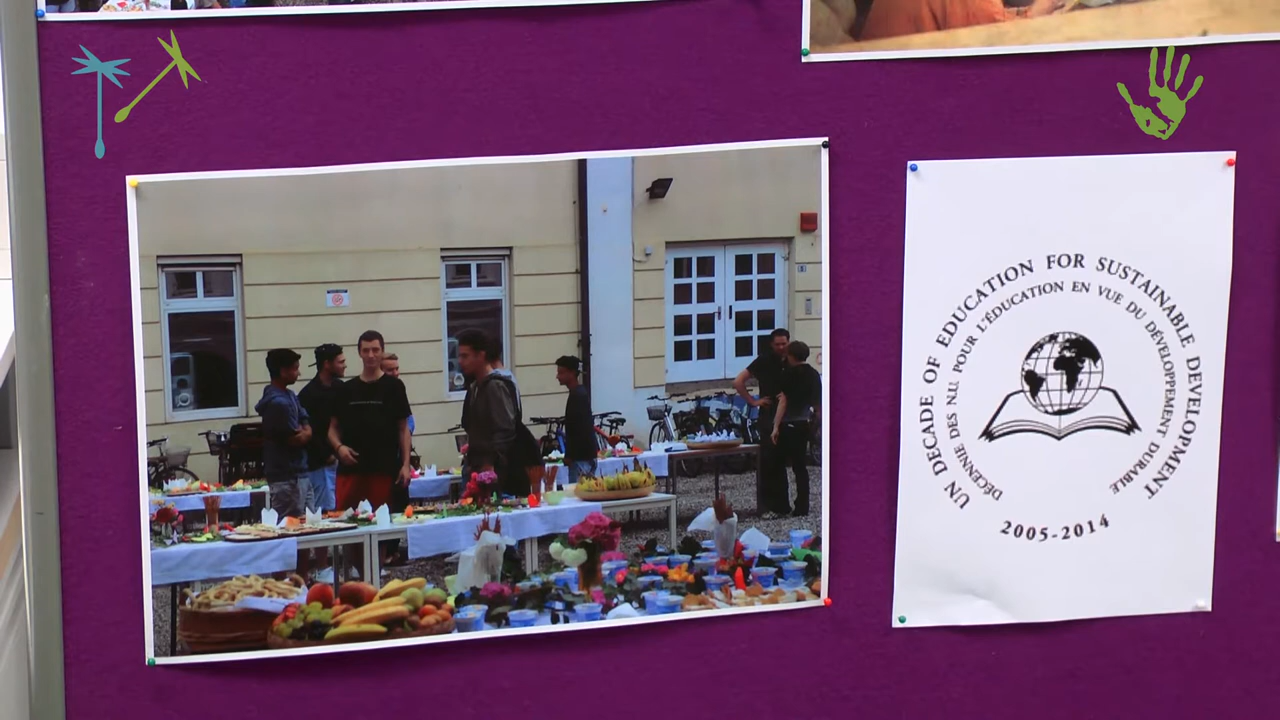 UN DECADE OF EDUCATION FOR SUSTAINABLE DEVELOPMENT
DÉCENNIE DES N.U. POUR L'ÉDUCATION EN VUE DU DÉVELOPPEMENT DURABLE
2005-2014